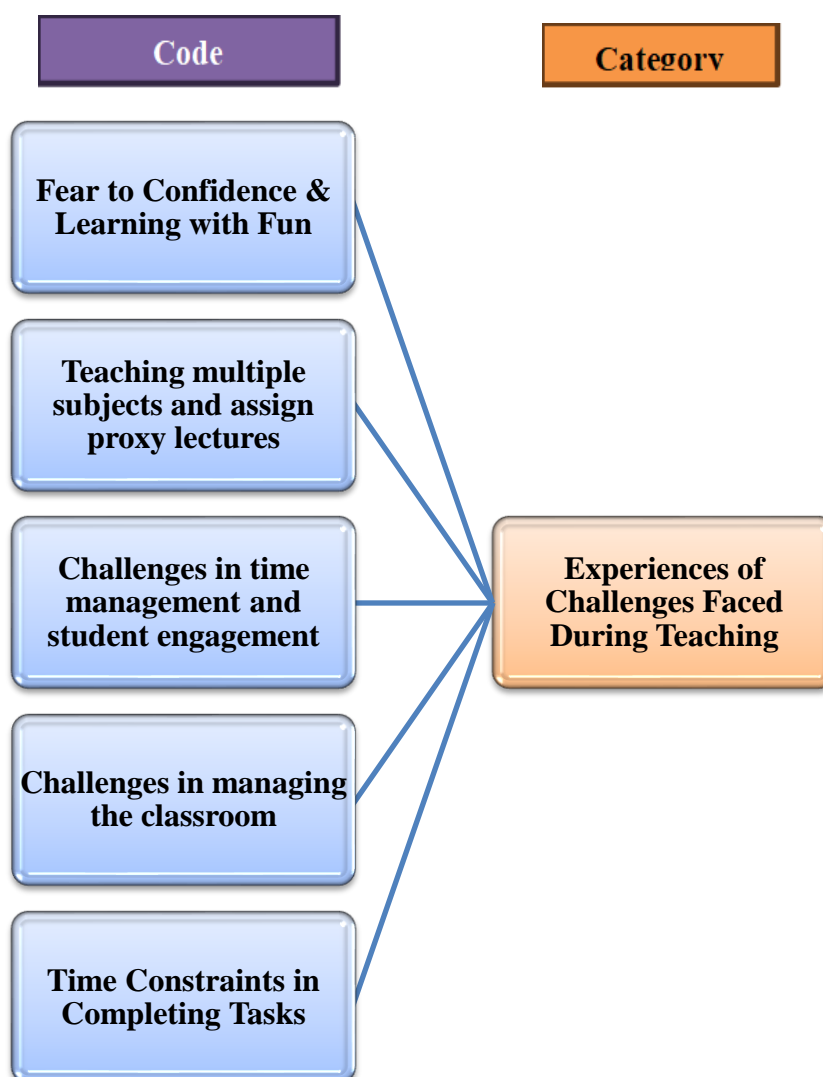 Code
Category
Fear to Confidence &
Learning with Fun
Teaching multiple
subjects and assign
proxy lectures
Challenges in time
management and
student engagement
Experiences of
Challenges Faced
During Teaching
Challenges in managing
the classroom
Time Constraints in
Completing Tasks